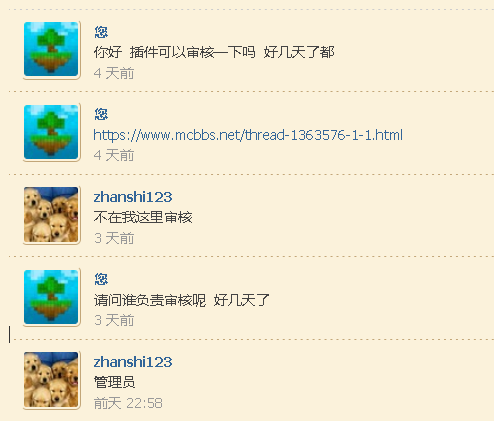 您
你好 插件可以审核一下吗 好几天了都
4 天前
您
https://www.mcbbs.net/thread-1363576-1-1.html
4 天前
zhanshi123
不在我这里审核
3 天前
您
请问谁负责审核呢 好几天了
3 天前
zhanshi123
管理员
前天 22:58